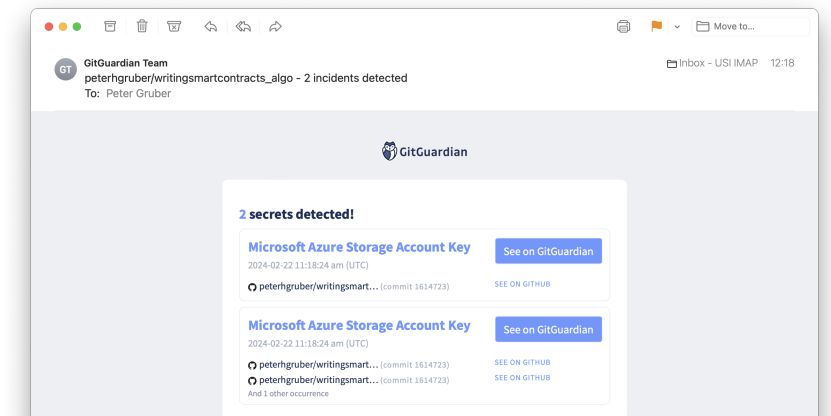 Move to...
GT
GitGuardian Team
Inbox - USI IMAP 12:18
peterhgruber/writingsmartcontracts_algo - 2 incidents detected
To: Peter Gruber
GitGuardian
2 secrets detected!
Microsoft Azure Storage Account Key
See on GitGuardian
2024-02-22 11:18:24 am (UTC)
peterhgruber/writingsmart... (commit 1614723)
SEE ON GITHUB
Microsoft Azure Storage Account Key
See on GitGuardian
2024-02-22 11:18:24 am (UTC)
peterhgruber/writingsmart... (commit 1614723)
SEE ON GITHUB
peterhgruber/writingsmart... (commit 1614723)
SEE ON GITHUB
And 1 other occurrence